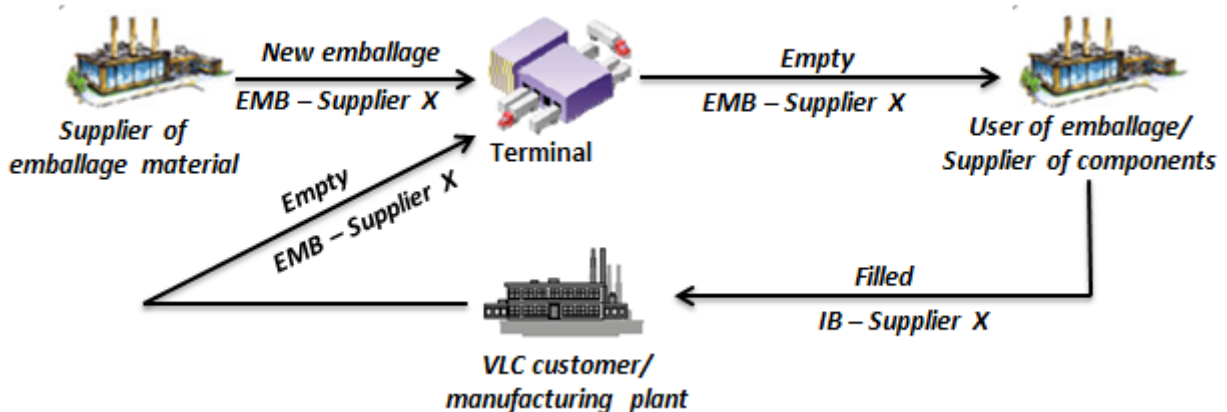 New emballage
EMB – Supplier X
Supplier of
emballage material
Terminal
Empty
EMB – Supplier X
User of emballage/
Supplier of components
Empty
EMB – Supplier X
Filled
IB – Supplier X
VLC customer/
manufacturing plant